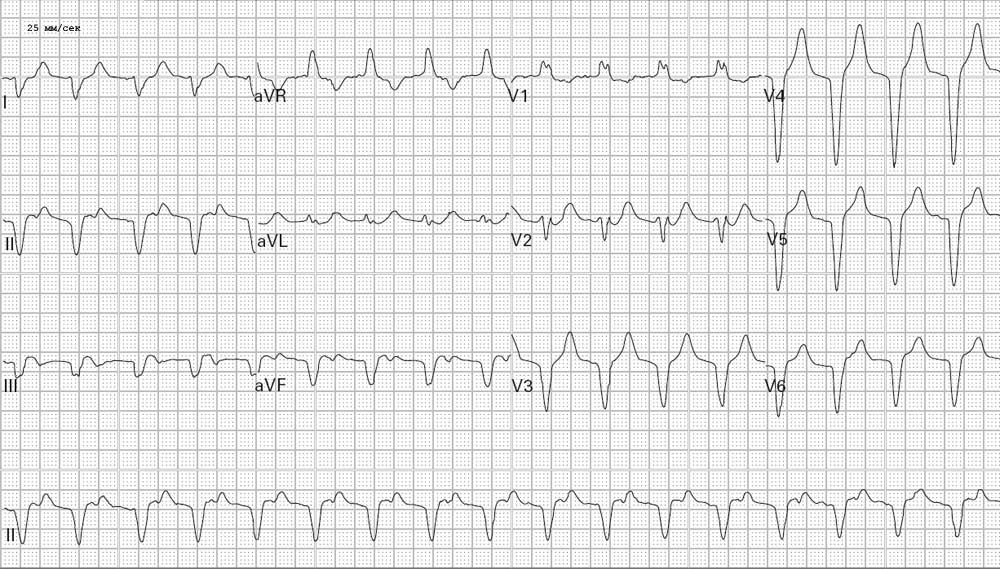 25 мм/сек
I aVR V1 V4
II aVL V2 V5
III aVF V3 V6
II